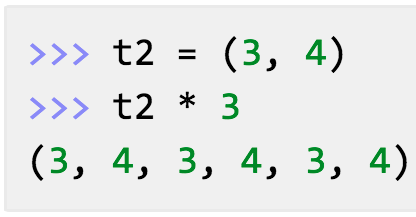 >>> t2 = (3, 4)
>>> t2 * 3
(3, 4, 3, 4, 3, 4)